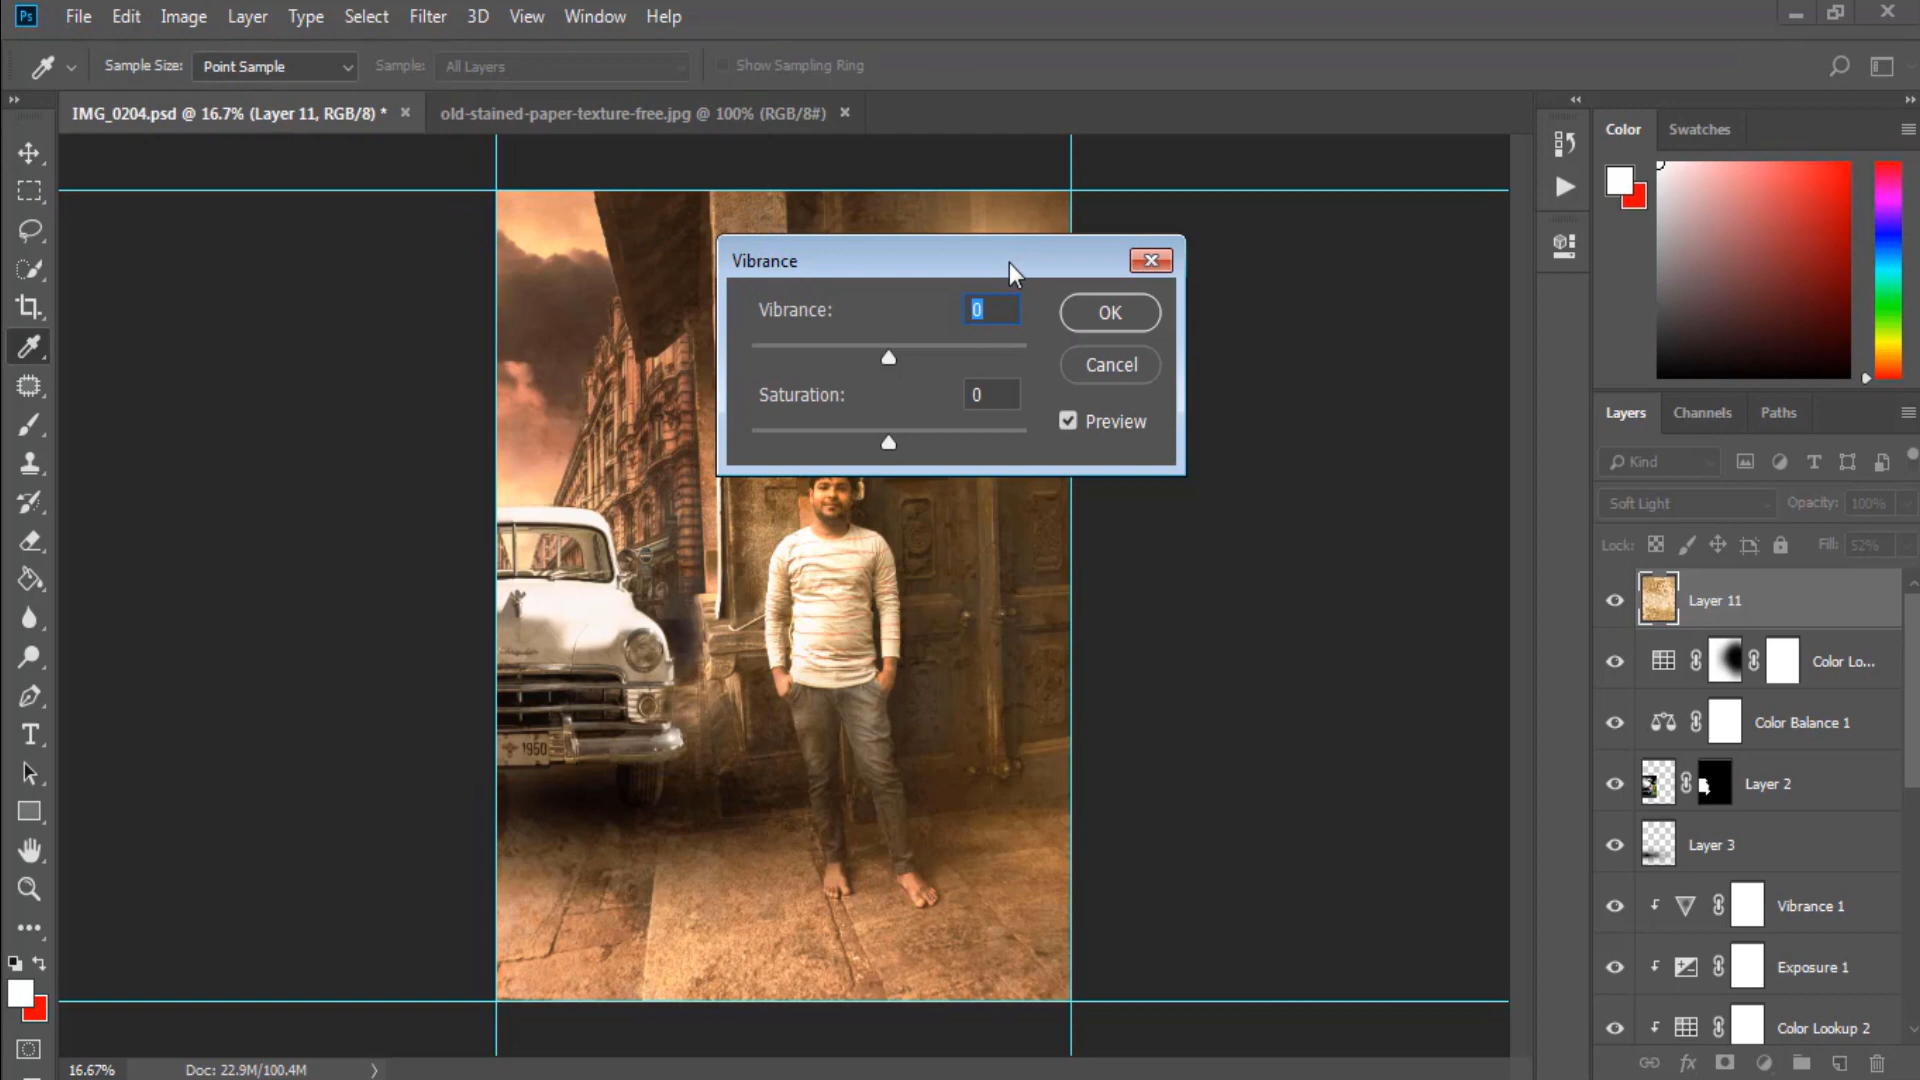 Ps File Edit Image Layer Type Select Filter 3D View Window Help
Sample Size: Point Sample Sample: All Layers Show Sampling Ring
IMG_0204.psd @ 16.7% (Layer 11, RGB/8) * × old-stained-paper-texture-free.jpg @ 100% (RGB/8#) ×
Color Swatches
Vibrance
Vibrance: 0
OK
Cancel
Saturation: 0
Preview
1950
Layers Channels Paths
Kind
Soft Light Opacity: 100%
Lock: Fill: 52%
Layer 11
Color Lo...
Color Balance 1
Layer 2
Layer 3
Vibrance 1
Exposure 1
Color Lookup 2
16.67% Doc: 22.9M/100.4M